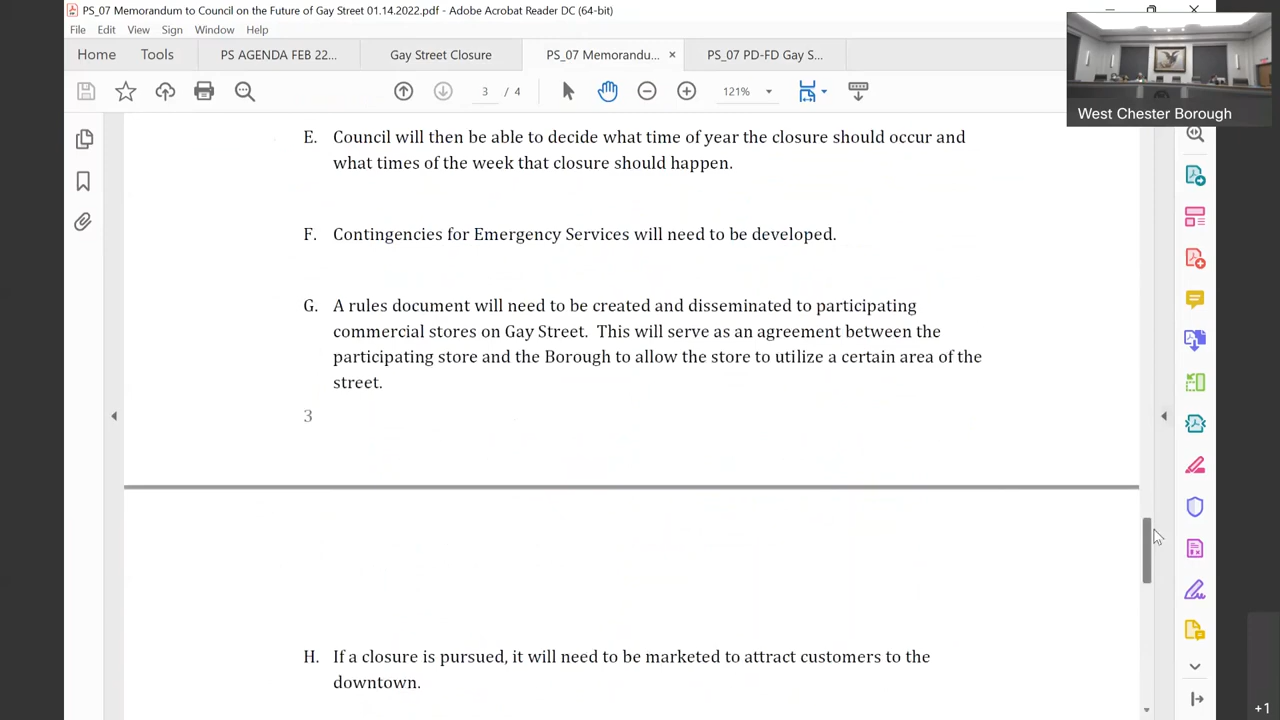 PS_07 Memorandum to Council on the Future of Gay Street 01.14.2022.pdf - Adobe Acrobat Reader DC (64-bit)
File Edit View Sign Window Help
Home Tools PS AGENDA FEB 22... Gay Street Closure PS_07 Memorandu... × PS_07 PD-FD Gay S...
3 / 4 121%
West Chester Borough
E. Council will then be able to decide what time of year the closure should occur and
what times of the week that closure should happen.
F. Contingencies for Emergency Services will need to be developed.
G. A rules document will need to be created and disseminated to participating
commercial stores on Gay Street. This will serve as an agreement between the
participating store and the Borough to allow the store to utilize a certain area of the
street.
3
H. If a closure is pursued, it will need to be marketed to attract customers to the
downtown.
+1